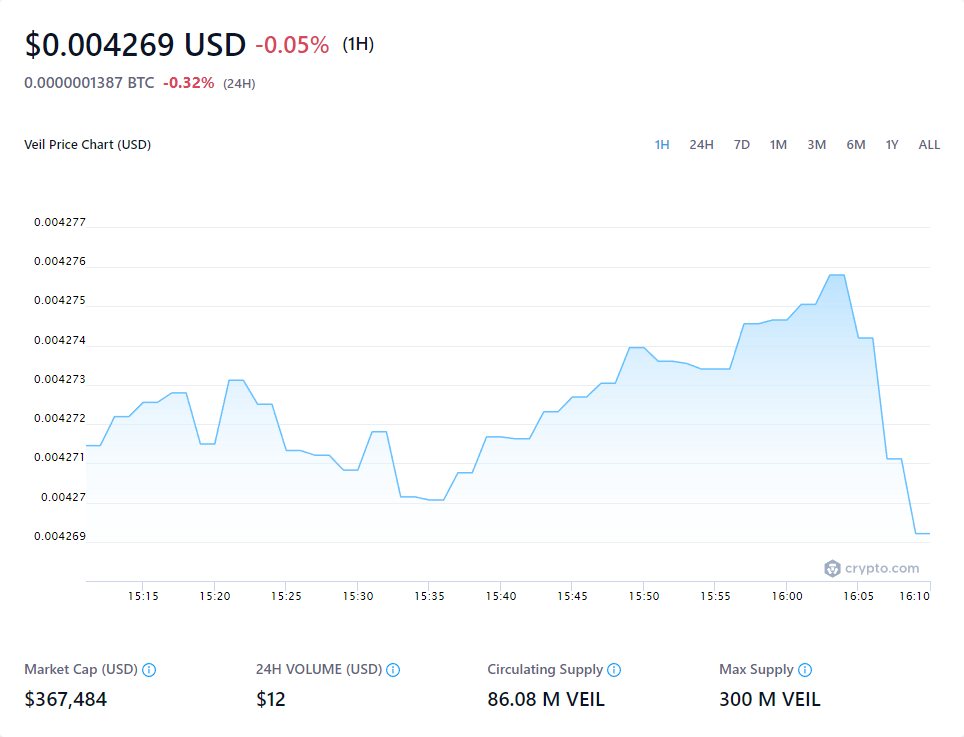 $0.004269 USD -0.05% (1H)
0.0000001387 BTC -0.32% (24H)
Veil Price Chart (USD) 1H 24H 7D 1M 3M 6M 1Y ALL
0.004277
0.004276
0.004275
0.004274
0.004273
0.004272
0.004271
0.00427
0.004269
crypto.com
15:15 15:20 15:25 15:30 15:35 15:40 15:45 15:50 15:55 16:00 16:05 16:10
Market Cap (USD) 24H VOLUME (USD) Circulating Supply Max Supply
$367,484 $12 86.08 M VEIL 300 M VEIL